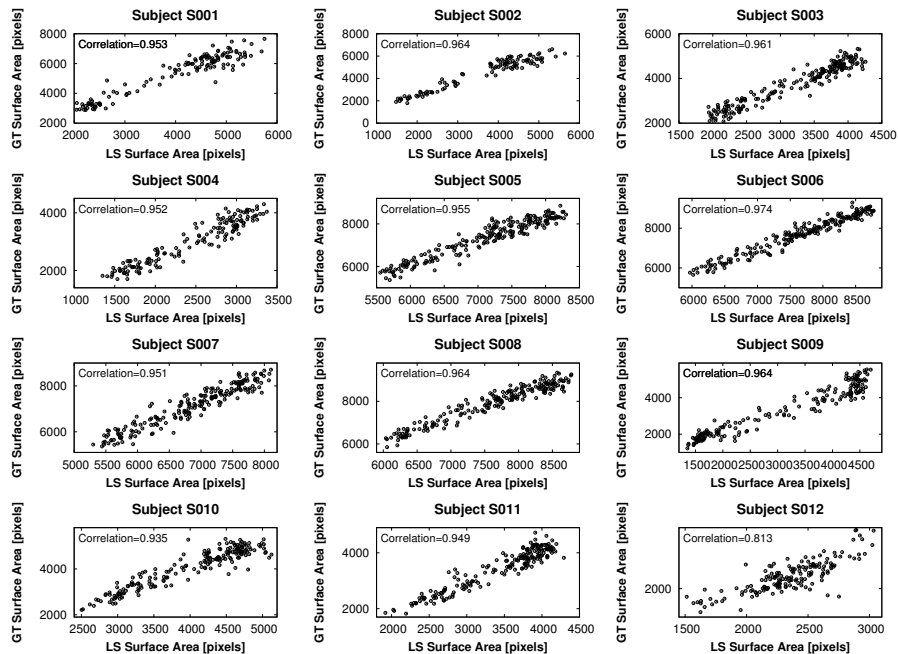 Subject S001
Subject S002
Subject S003
GT Surface Area [pixels]
8000
6000
4000
2000
Correlation=0.953
2000 3000 4000 5000 6000
LS Surface Area [pixels]
GT Surface Area [pixels]
8000
6000
4000
2000
0
Correlation=0.964
1000 2000 3000 4000 5000 6000
LS Surface Area [pixels]
GT Surface Area [pixels]
6000
4000
2000
Correlation=0.961
1500 2000 2500 3000 3500 4000 4500
LS Surface Area [pixels]
Subject S004
Subject S005
Subject S006
GT Surface Area [pixels]
4000
2000
Correlation=0.952
1000 1500 2000 2500 3000 3500
LS Surface Area [pixels]
GT Surface Area [pixels]
8000
6000
Correlation=0.955
5500 6000 6500 7000 7500 8000 8500
LS Surface Area [pixels]
GT Surface Area [pixels]
8000
6000
Correlation=0.974
6000 6500 7000 7500 8000 8500
LS Surface Area [pixels]
Subject S007
Subject S008
Subject S009
GT Surface Area [pixels]
8000
6000
Correlation=0.951
5000 5500 6000 6500 7000 7500 8000
LS Surface Area [pixels]
GT Surface Area [pixels]
8000
6000
Correlation=0.964
6000 6500 7000 7500 8000 8500
LS Surface Area [pixels]
GT Surface Area [pixels]
4000
2000
Correlation=0.964
1500 2000 2500 3000 3500 4000 4500
LS Surface Area [pixels]
Subject S010
Subject S011
Subject S012
GT Surface Area [pixels]
4000
2000
Correlation=0.935
2500 3000 3500 4000 4500 5000
LS Surface Area [pixels]
GT Surface Area [pixels]
4000
2000
Correlation=0.949
2000 2500 3000 3500 4000 4500
LS Surface Area [pixels]
GT Surface Area [pixels]
2000
Correlation=0.813
1500 2000 2500 3000
LS Surface Area [pixels]